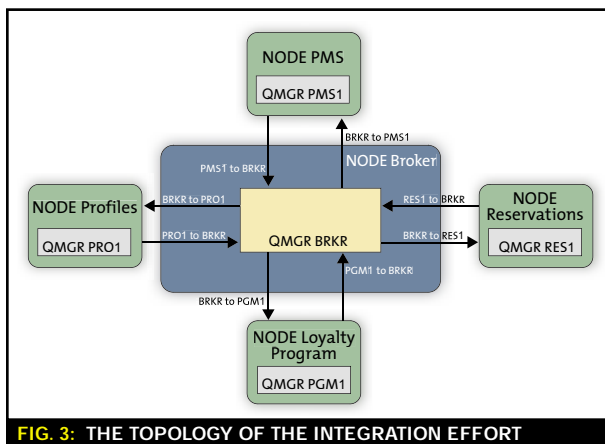 NODE PMS
QMGR PMS1
BRKR to PMS1
NODE Broker
PMS1 to BRKR
NODE Profiles
QMGR PRO1
BRKR to PRO1
PRO1 to BRKR
QMGR BRKR
RES1 to BRKR
BRKR to RES1
NODE
Reservations
QMGR RES1
PGM1 to BRKR
BRKR to PGM1
NODE Loyalty
Program
QMGR PGM1
FIG. 3: THE TOPOLOGY OF THE INTEGRATION EFFORT